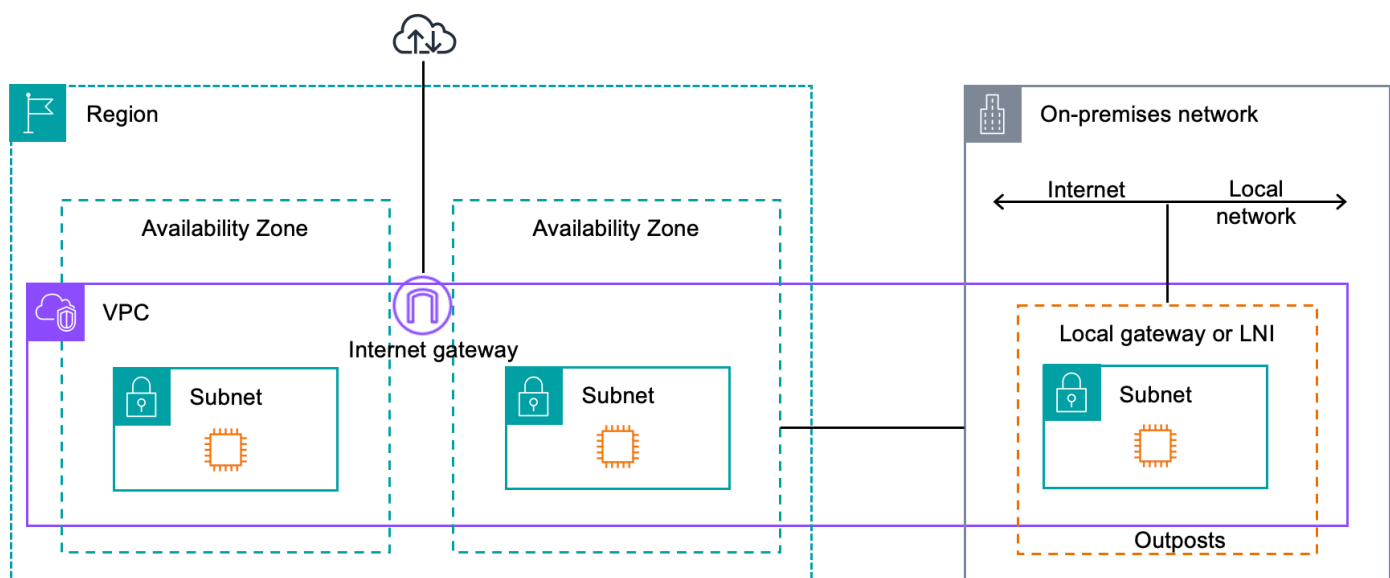 Region
On-premises network
Internet
Local
network
Availability Zone
Availability Zone
VPC
Internet gateway
Local gateway or LNI
Subnet
Subnet
Subnet
Outposts